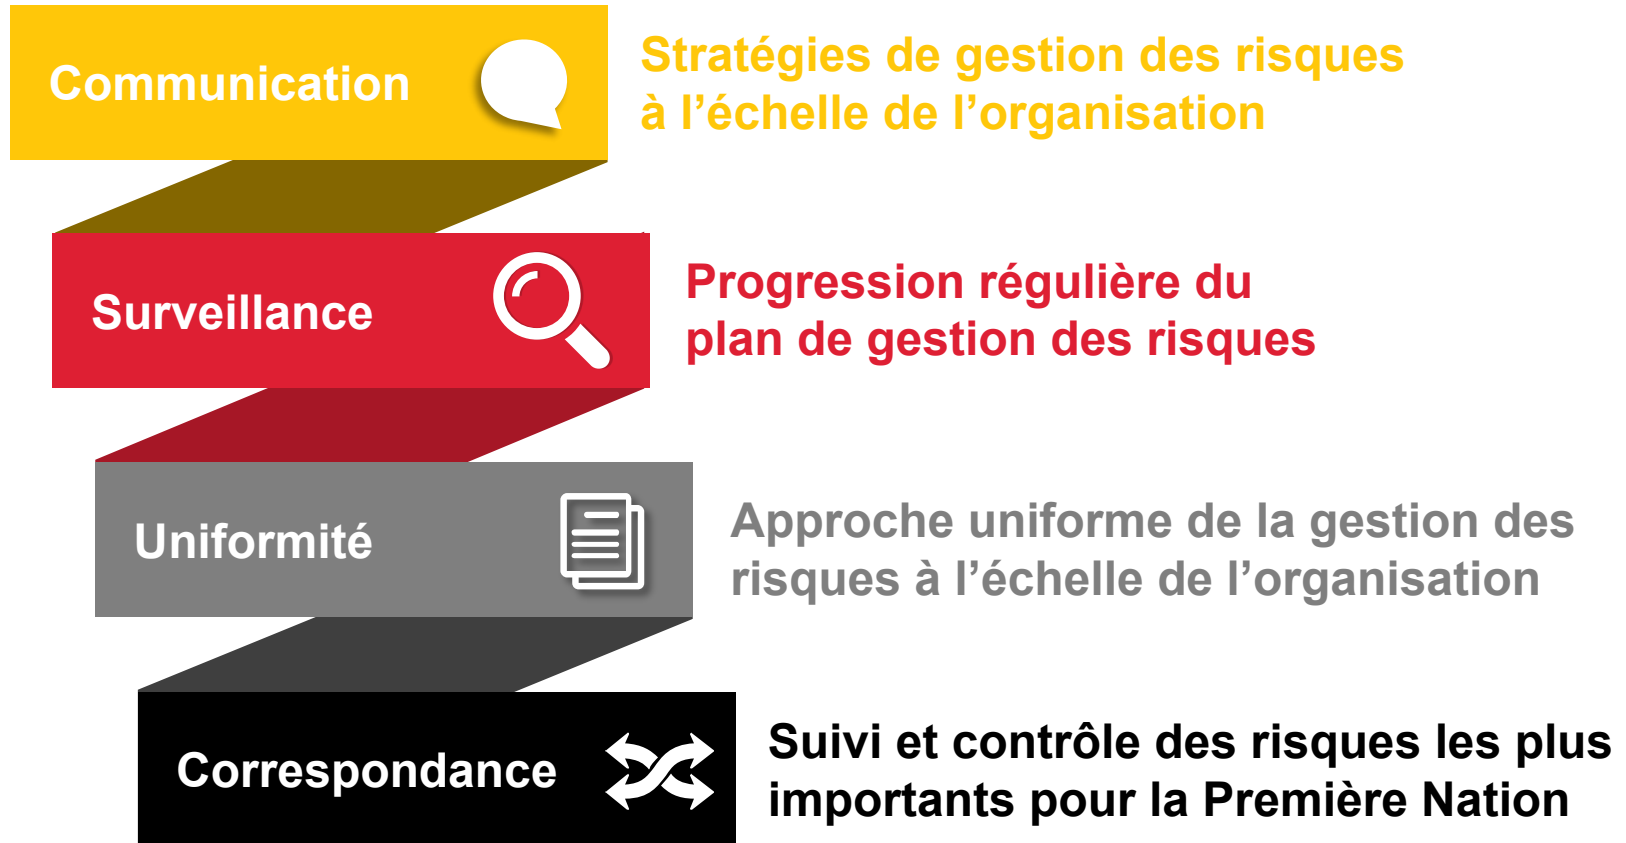 Communication
Stratégies de gestion des risques
à l’échelle de l’organisation
Surveillance
Progression régulière du
plan de gestion des risques
Uniformité
Approche uniforme de la gestion des
risques à l’échelle de l’organisation
Correspondance
Suivi et contrôle des risques les plus
importants pour la Première Nation